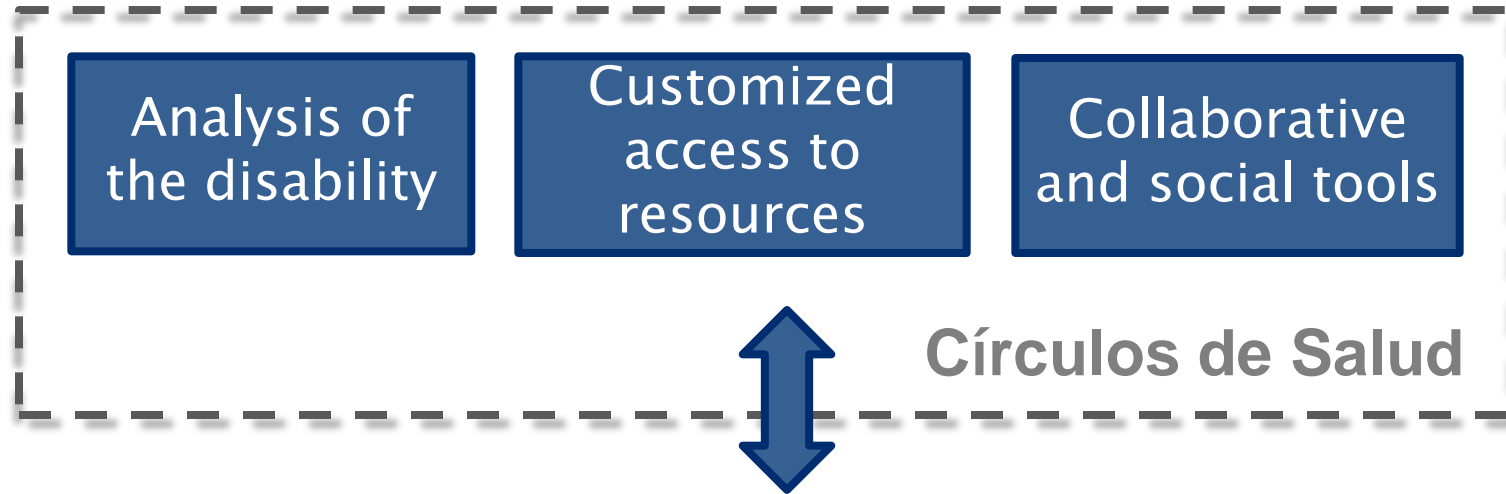 Analysis of
the disability
Customized
access to
resources
Collaborative
and social tools
Círculos de Salud